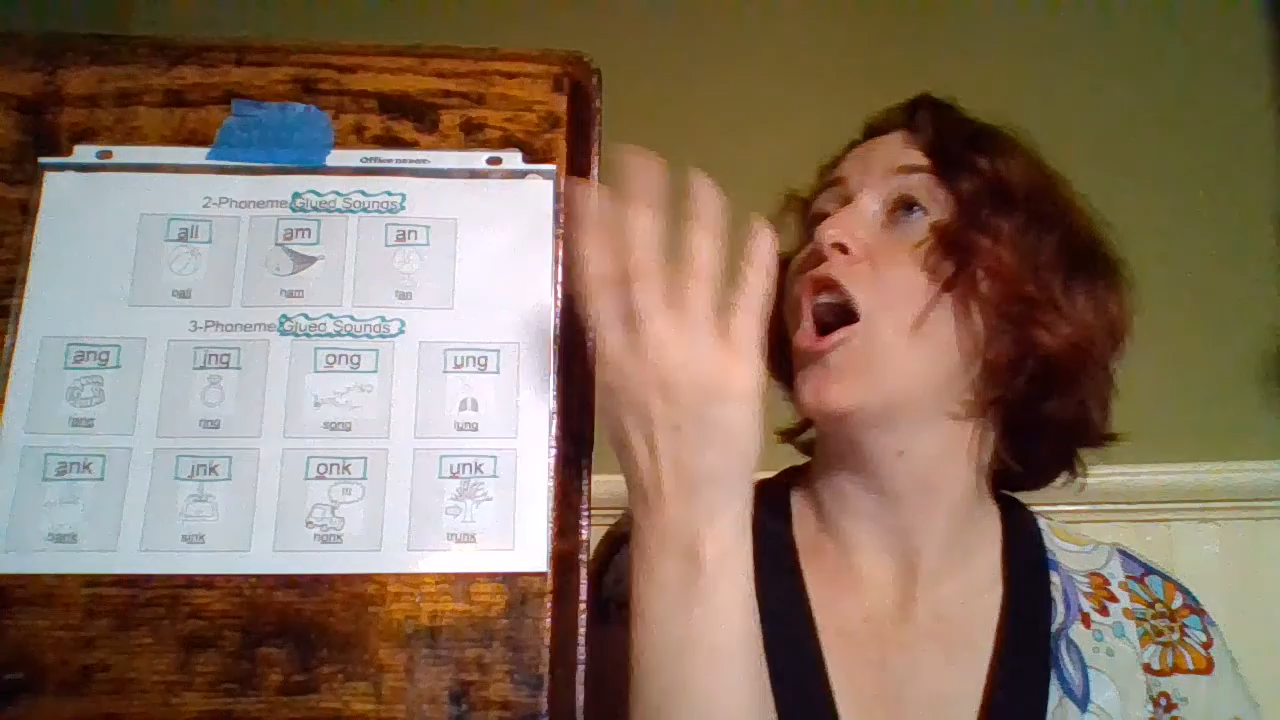 Office DEPOT
2-Phoneme Glued Sounds
all am an
ball ham fan
3-Phoneme Glued Sounds
ang ing ong ung
fang ring song lung
ank ink onk unk
sink honk trunk